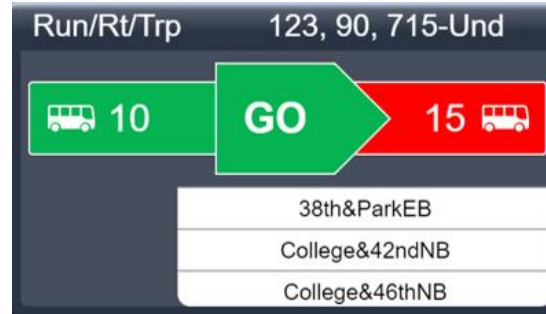 Run/Rt/Trp 123, 90, 715-Und
10 GO 15
38th&ParkEB
College&42ndNB
College&46thNB